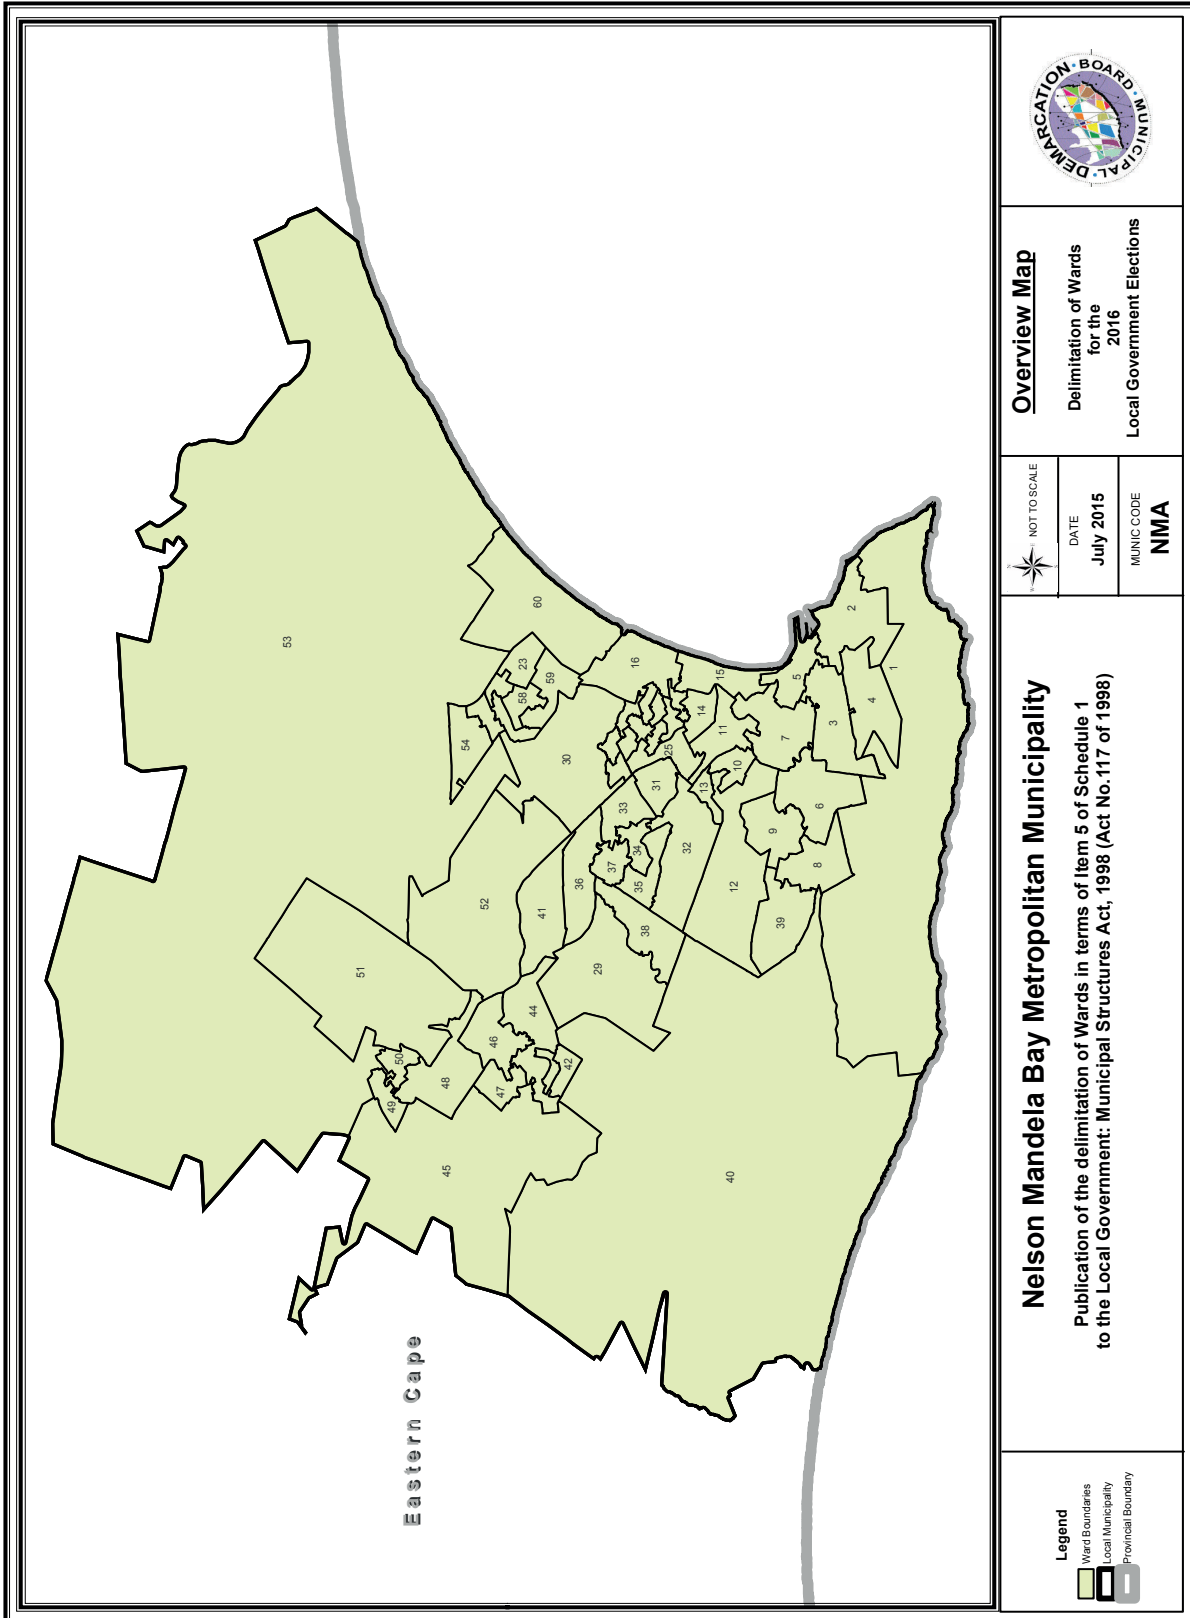 Eastern Cape
53
60
23
58
59
54
16
30
15
2
5
1
4
3
14
11
7
25
10
31
13
33
6
9
34
37
32
8
35
36
12
52
41
39
38
29
51
44
46
50
42
48
47
49
45
40
Legend
Ward Boundaries
Local Municipality
Provincial Boundary
Nelson Mandela Bay Metropolitan Municipality
Publication of the delimitation of Wards in terms of Item 5 of Schedule 1
to the Local Government: Municipal Structures Act, 1998 (Act No.117 of 1998)
NOT TO SCALE
DATE
July 2015
MUNIC CODE
NMA
Overview Map
Delimitation of Wards
for the
2016
Local Government Elections
MUNICIPAL DEMARCATION BOARD